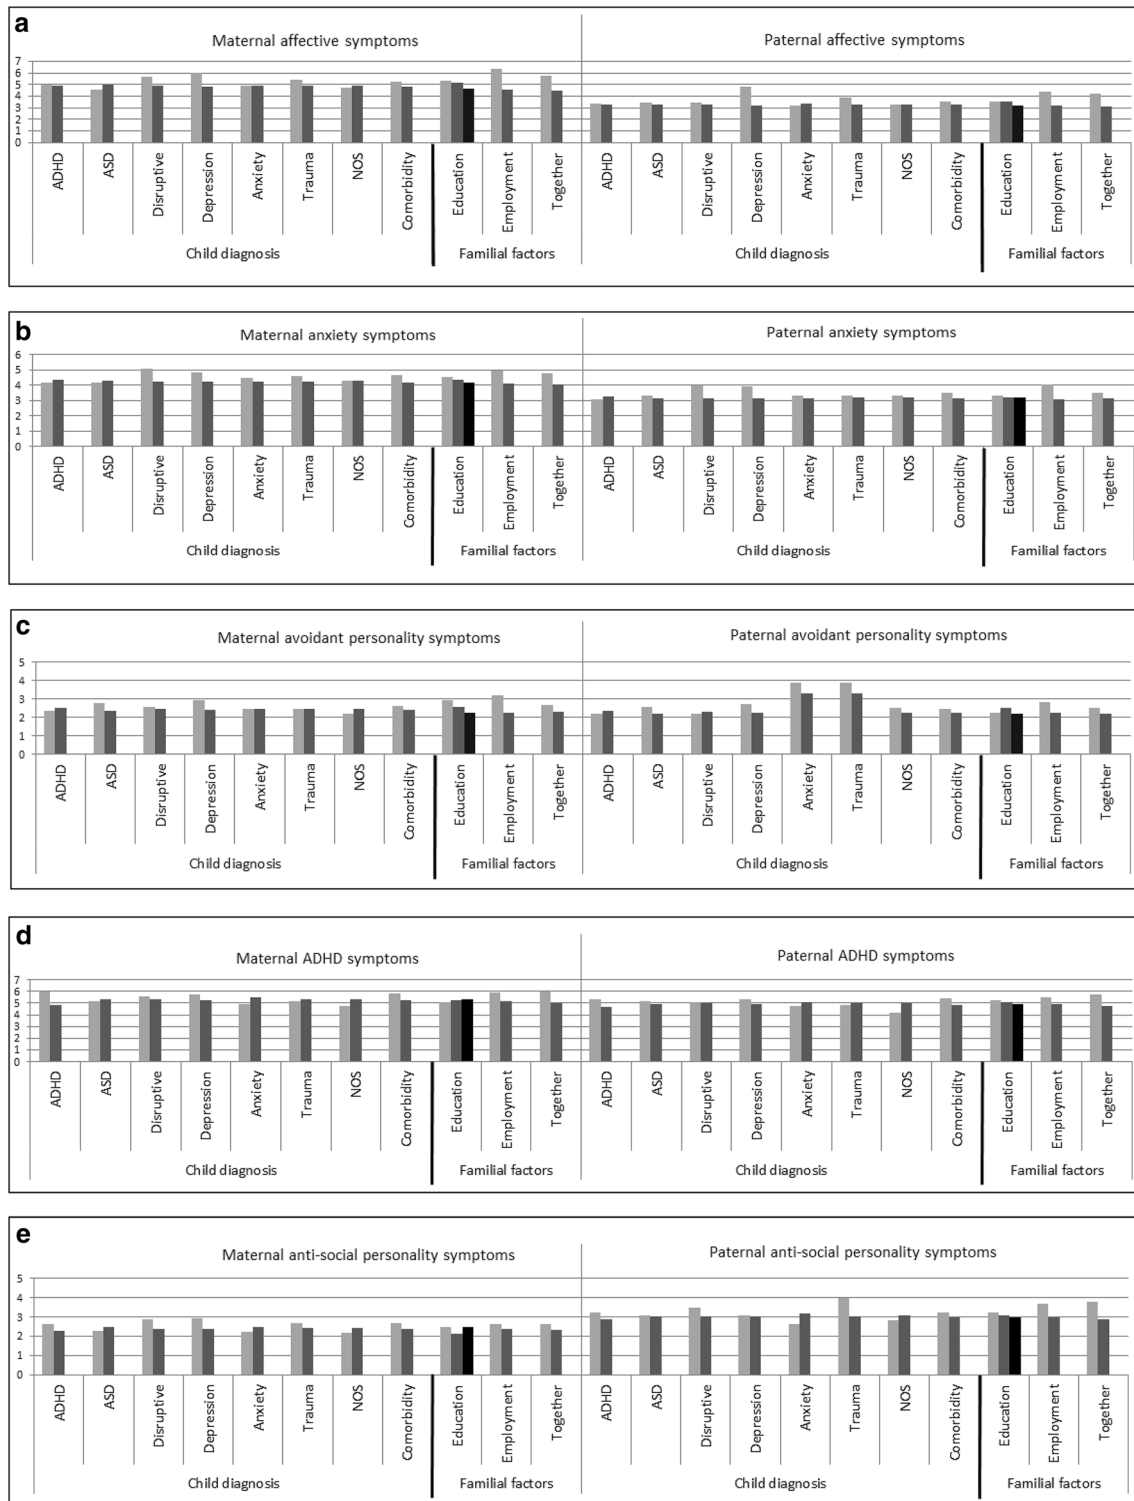 a
Maternal affective symptoms
Paternal affective symptoms
7
6
5
4
3
2
1
0
ADHD
ASD
Disruptive
Depression
Anxiety
Trauma
NOS
Comorbidity
Education
Employment
Together
ADHD
ASD
Disruptive
Depression
Anxiety
Trauma
NOS
Comorbidity
Education
Employment
Together
Child diagnosis
Familial factors
Child diagnosis
Familial factors
b
Maternal anxiety symptoms
Paternal anxiety symptoms
6
5
4
3
2
1
0
ADHD
ASD
Disruptive
Depression
Anxiety
Trauma
NOS
Comorbidity
Education
Employment
Together
ADHD
ASD
Disruptive
Depression
Anxiety
Trauma
NOS
Comorbidity
Education
Employment
Together
Child diagnosis
Familial factors
Child diagnosis
Familial factors
c
Maternal avoidant personality symptoms
Paternal avoidant personality symptoms
5
4
3
2
1
0
ADHD
ASD
Disruptive
Depression
Anxiety
Trauma
NOS
Comorbidity
Education
Employment
Together
ADHD
ASD
Disruptive
Depression
Anxiety
Trauma
NOS
Comorbidity
Education
Employment
Together
Child diagnosis
Familial factors
Child diagnosis
Familial factors
d
Maternal ADHD symptoms
Paternal ADHD symptoms
7
6
5
4
3
2
1
0
ADHD
ASD
Disruptive
Depression
Anxiety
Trauma
NOS
Comorbidity
Education
Employment
Together
ADHD
ASD
Disruptive
Depression
Anxiety
Trauma
NOS
Comorbidity
Education
Employment
Together
Child diagnosis
Familial factors
Child diagnosis
Familial factors
e
Maternal anti-social personality symptoms
Paternal anti-social personality symptoms
5
4
3
2
1
0
ADHD
ASD
Disruptive
Depression
Anxiety
Trauma
NOS
Comorbidity
Education
Employment
Together
ADHD
ASD
Disruptive
Depression
Anxiety
Trauma
NOS
Comorbidity
Education
Employment
Together
Child diagnosis
Familial factors
Child diagnosis
Familial factors